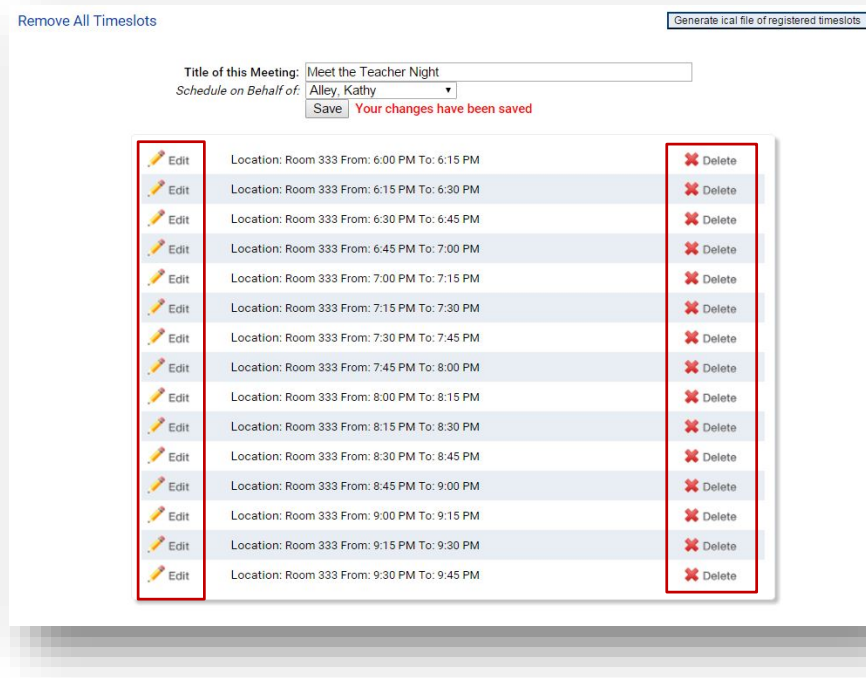 Remove All Timeslots
Generate ical file of registered timeslots
Title of this Meeting: Meet the Teacher Night
Schedule on Behalf of: Alley, Kathy
Save Your changes have been saved
Edit Location: Room 333 From: 6:00 PM To: 6:15 PM Delete
Edit Location: Room 333 From: 6:15 PM To: 6:30 PM Delete
Edit Location: Room 333 From: 6:30 PM To: 6:45 PM Delete
Edit Location: Room 333 From: 6:45 PM To: 7:00 PM Delete
Edit Location: Room 333 From: 7:00 PM To: 7:15 PM Delete
Edit Location: Room 333 From: 7:15 PM To: 7:30 PM Delete
Edit Location: Room 333 From: 7:30 PM To: 7:45 PM Delete
Edit Location: Room 333 From: 7:45 PM To: 8:00 PM Delete
Edit Location: Room 333 From: 8:00 PM To: 8:15 PM Delete
Edit Location: Room 333 From: 8:15 PM To: 8:30 PM Delete
Edit Location: Room 333 From: 8:30 PM To: 8:45 PM Delete
Edit Location: Room 333 From: 8:45 PM To: 9:00 PM Delete
Edit Location: Room 333 From: 9:00 PM To: 9:15 PM Delete
Edit Location: Room 333 From: 9:15 PM To: 9:30 PM Delete
Edit Location: Room 333 From: 9:30 PM To: 9:45 PM Delete